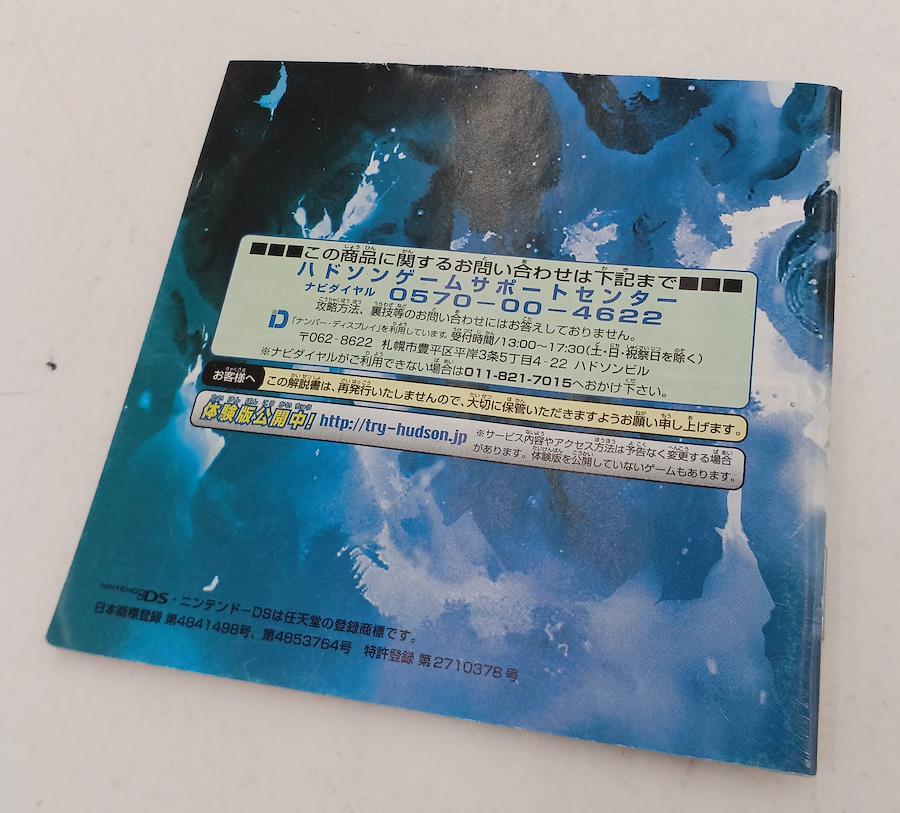 ■■■この商品に関するお問い合わせは下記まで■■■
ハドソンゲームサポートセンター
ナビダイヤル 0570-00-4622
攻略方法、裏技等のお問い合わせにはお答えしておりません。
「ナンバー・ディスプレイ」を利用しています。受付時間/13:00~17:30(土・日・祝祭日を除く)
〒062-8622 札幌市豊平区平岸3条5丁目4-22 ハドソンビル
※ナビダイヤルがご利用できない場合は011-821-7015へおかけ下さい。
お客様へ この解説書は、再発行いたしませんので、大切に保管いただきますようお願い申し上げます。
体験版公開中! http://try-hudson.jp ※サービス内容やアクセス方法は予告なく変更する場合
があります。体験版を公開していないゲームもあります。
NINTENDO DS・ニンテンドーDSは任天堂の登録商標です。
日本商標登録 第4841498号、第4853764号 特許登録 第2710378号